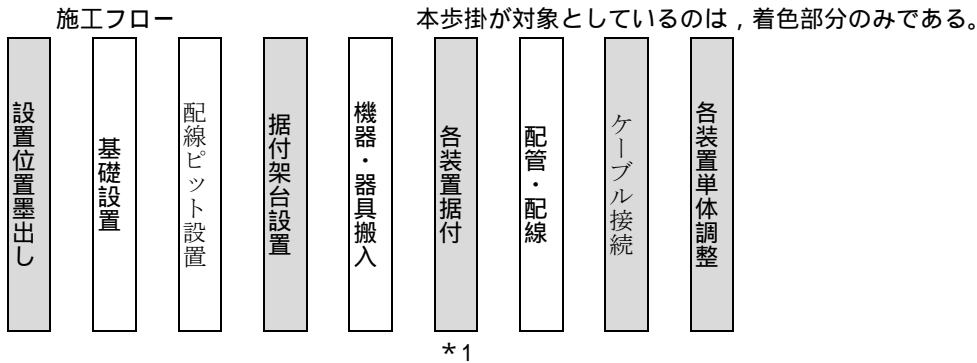 施工フロー
本歩掛が対象としているのは，着色部分のみである。
設置位置墨出し
基礎設置
配線ピット設置
据付架台設置
機器・器具搬入
各装置据付
配管・配線
ケーブル接続
各装置単体調整
＊1